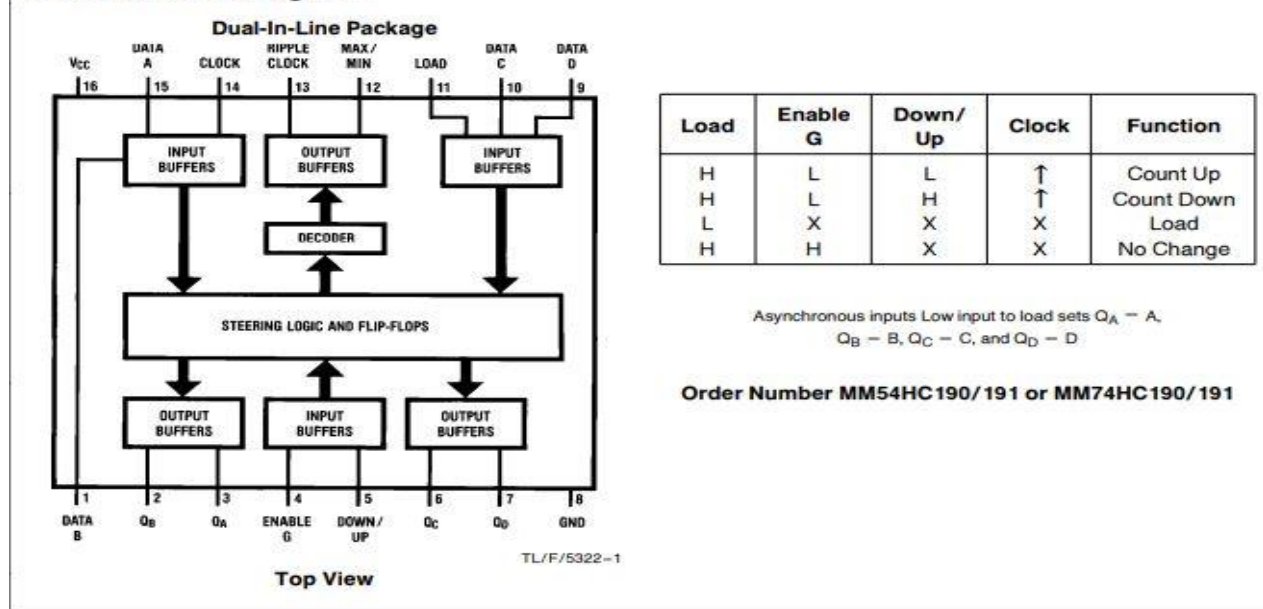 Dual-In-Line Package
VCC
DATA A
CLOCK
RIPPLE CLOCK
MAX/ MIN
LOAD
DATA C
DATA D
16 15 14 13 12 11 10 9
INPUT BUFFERS
OUTPUT BUFFERS
INPUT BUFFERS
DECODER
STEERING LOGIC AND FLIP-FLOPS
OUTPUT BUFFERS
INPUT BUFFERS
OUTPUT BUFFERS
1 2 3 4 5 6 7 8
DATA B
QB
QA
ENABLE G
DOWN/ UP
QC
QD
GND
TL/F/5322–1
Top View
Load Enable G Down/ Up Clock Function
H L L ↑ Count Up
H L H ↑ Count Down
L X X X Load
H H X X No Change
Asynchronous inputs Low input to load sets QA − A,
QB − B, QC − C, and QD − D
Order Number MM54HC190/191 or MM74HC190/191